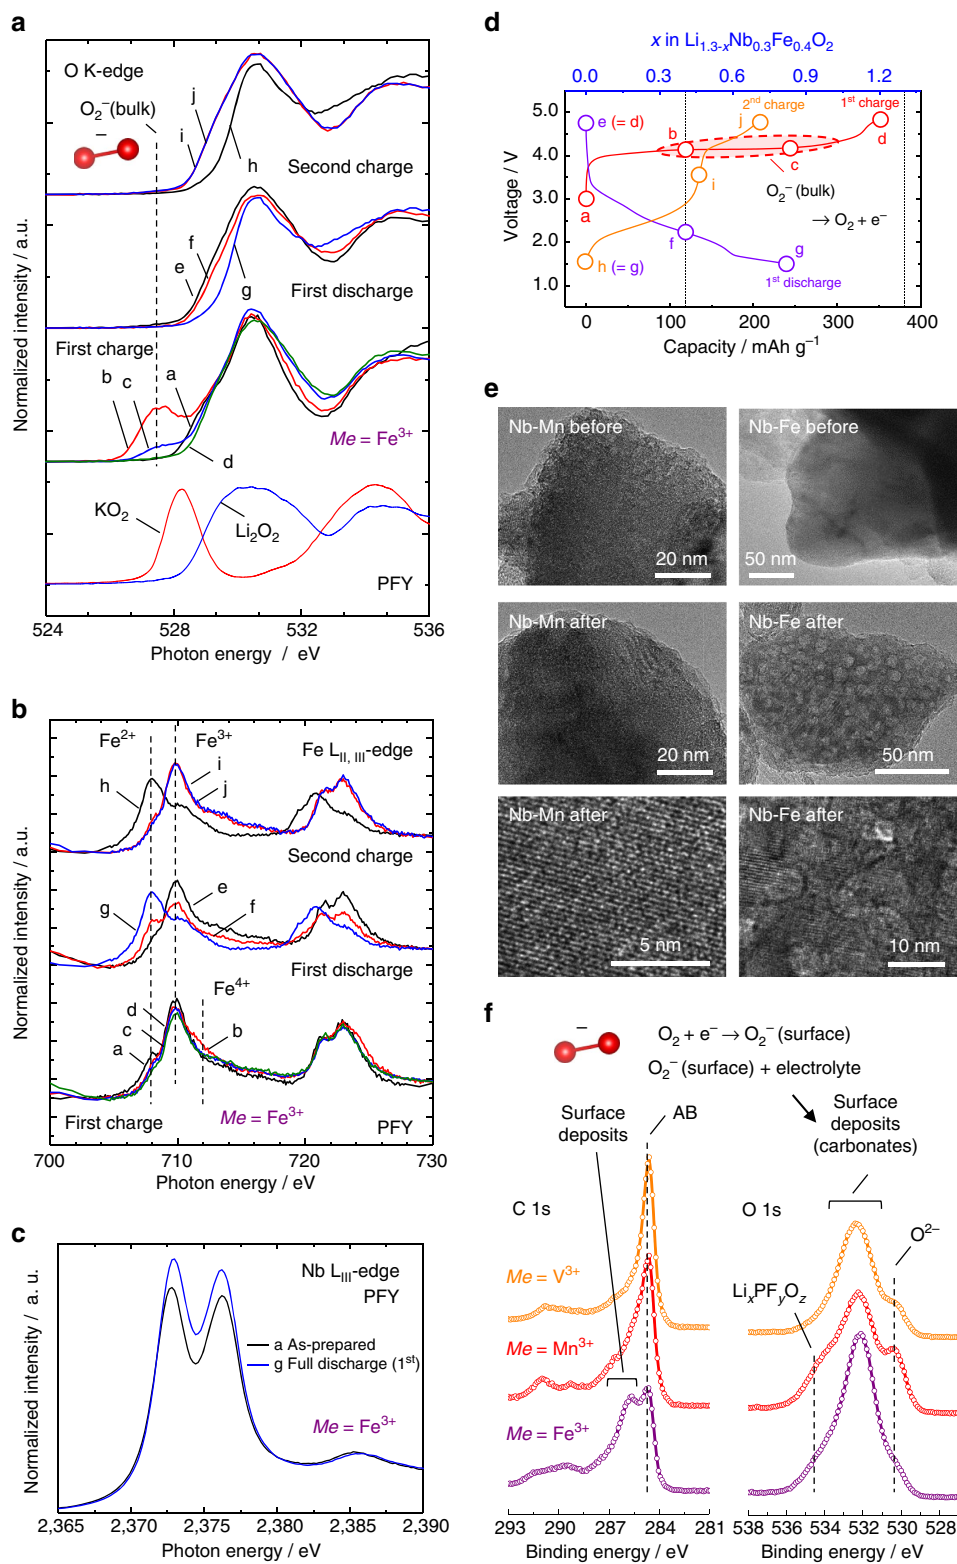 a
O K-edge
O₂⁻ (bulk)
−
j
i
h
Second charge
f
e
g
First discharge
First charge
b
c
a
d
Me = Fe³⁺
KO₂
Li₂O₂
PFY
524 528 532 536
Photon energy / eV
Normalized intensity / a.u.
b
Fe²⁺ Fe³⁺
Fe L_II, III-edge
h
i
j
Second charge
g
e
f
First discharge
Fe⁴⁺
d
c
a
b
Me = Fe³⁺
First charge
PFY
700 710 720 730
Photon energy / eV
Normalized intensity / a.u.
c
Nb L_III-edge
PFY
a As-prepared
g Full discharge (1st)
Me = Fe³⁺
2,365 2,370 2,375 2,380 2,385 2,390
Photon energy / eV
Normalized intensity / a. u.
d
x in Li₁.₃₋ₓNb₀.₃Fe₀.₄O₂
0.0 0.3 0.6 0.9 1.2
5.0
4.0
3.0
2.0
1.0
Voltage / V
e (= d)
2nd charge
j
1st charge
d
b
c
i
a
O₂⁻ (bulk)
→ O₂ + e⁻
f
g
h (= g)
1st discharge
0 100 200 300 400
Capacity / mAh g⁻¹
e
Nb-Mn before
20 nm
Nb-Fe before
50 nm
Nb-Mn after
20 nm
Nb-Fe after
50 nm
Nb-Mn after
5 nm
Nb-Fe after
10 nm
f
−
O₂ + e⁻ → O₂⁻ (surface)
O₂⁻ (surface) + electrolyte
Surface
deposits
AB
Surface
deposits
(carbonates)
C 1s
O 1s
O²⁻
Me = V³⁺
LiₓPF_yO_z
Me = Mn³⁺
Me = Fe³⁺
293 290 287 284 281
Binding energy / eV
538 536 534 532 530 528
Binding energy / eV